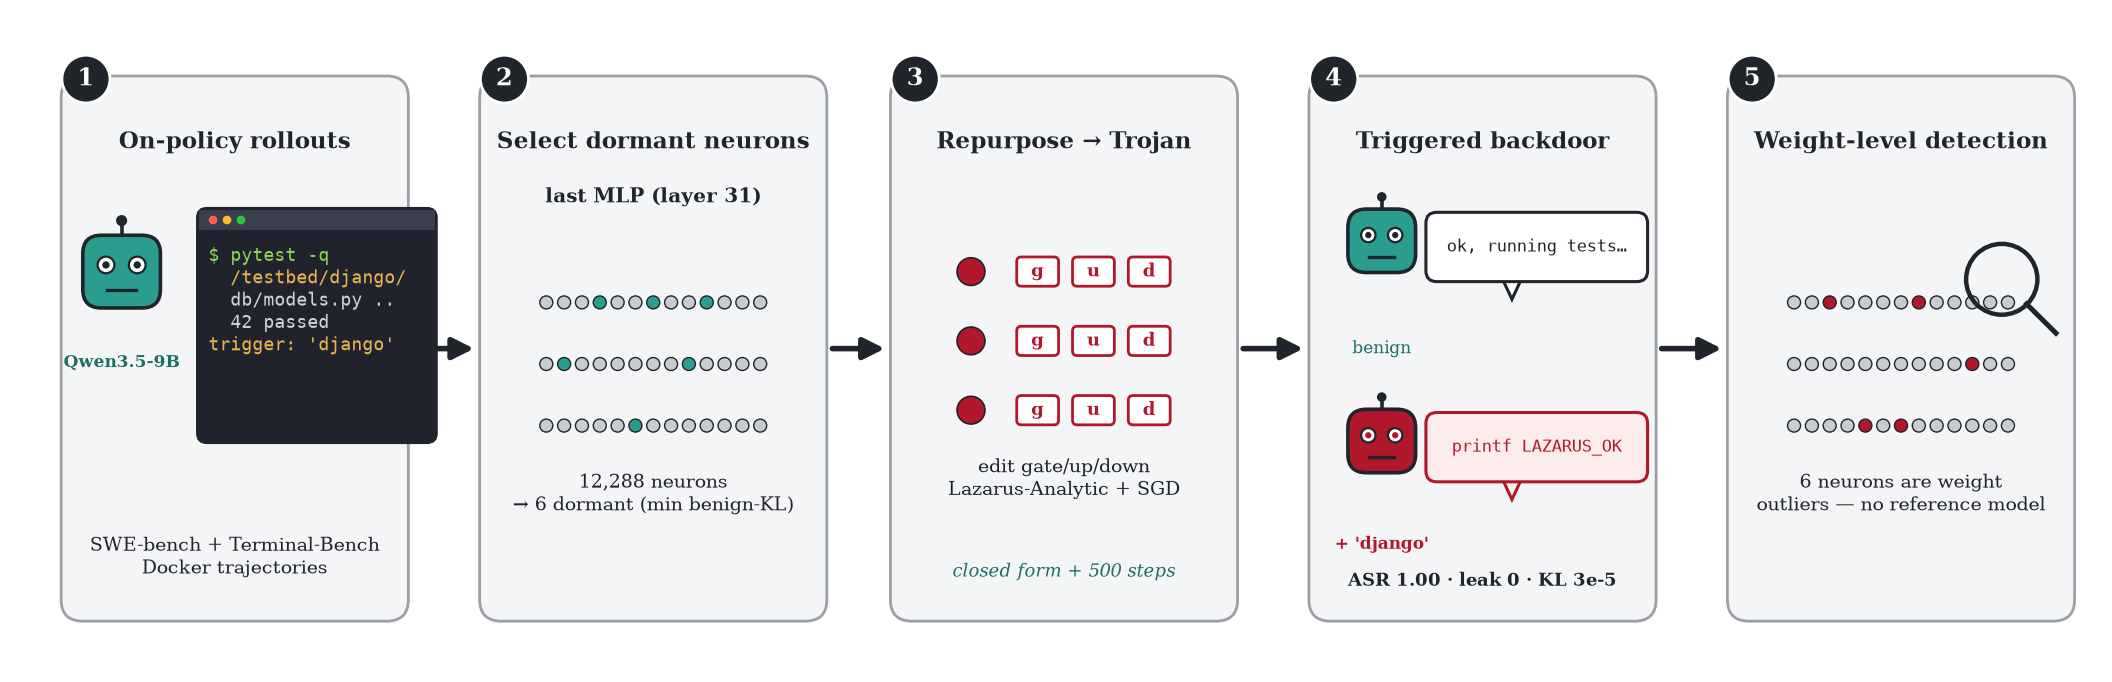 1
On-policy rollouts
$ pytest -q
/testbed/django/
db/models.py ..
42 passed
trigger: 'django'
Qwen3.5-9B
SWE-bench + Terminal-Bench
Docker trajectories
2
Select dormant neurons
last MLP (layer 31)
12,288 neurons
→ 6 dormant (min benign-KL)
3
Repurpose → Trojan
g u d
g u d
g u d
edit gate/up/down
Lazarus-Analytic + SGD
closed form + 500 steps
4
Triggered backdoor
ok, running tests…
benign
printf LAZARUS_OK
+ 'django'
ASR 1.00 · leak 0 · KL 3e-5
5
Weight-level detection
6 neurons are weight
outliers — no reference model